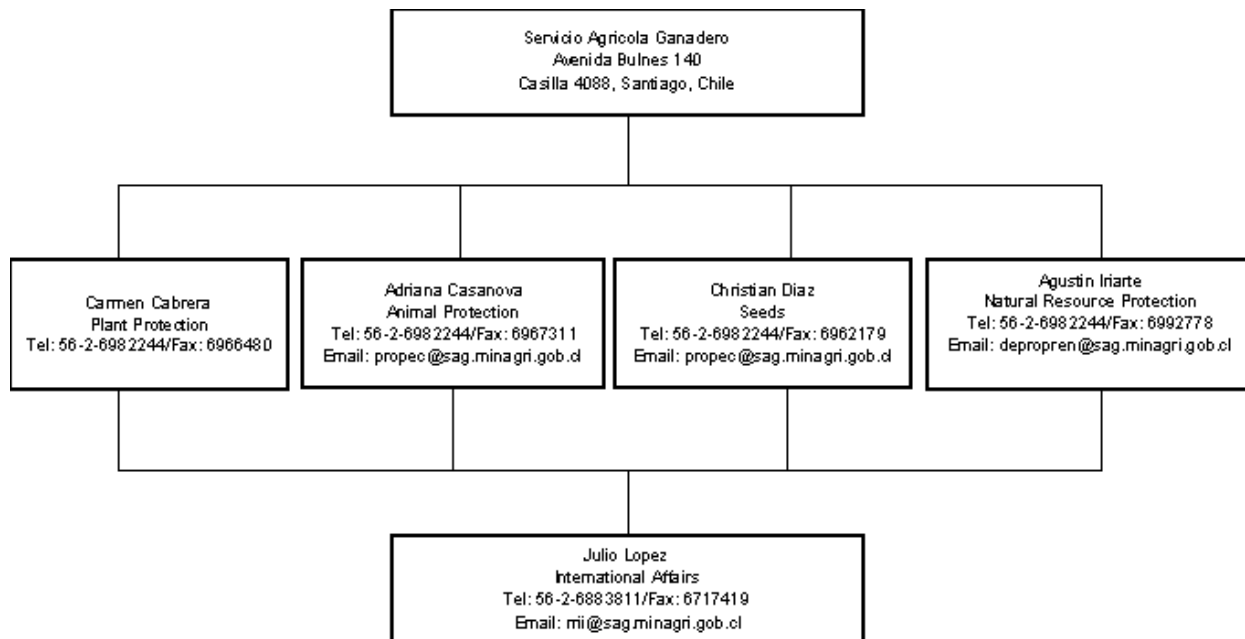 Servicio Agricola Ganadero
Avenida Bulnes 140
Casilla 4088, Santiago, Chile
Carmen Cabrera
Plant Protection
Tel: 56-2-6982244/Fax: 6966480
Adriana Casanova
Animal Protection
Tel: 56-2-6982244/Fax: 6967311
Email: propec@sag.minagri.gob.cl
Christian Diaz
Seeds
Tel: 56-2-6982244/Fax: 6962179
Email: propec@sag.minagri.gob.cl
Agustin Iriarte
Natural Resource Protection
Tel: 56-2-6982244/Fax: 6992778
Email: depropren@sag.minagri.gob.cl
Julio Lopez
International Affairs
Tel: 56-2-6883811/Fax: 6717419
Email: rrii@sag.minagri.gob.cl